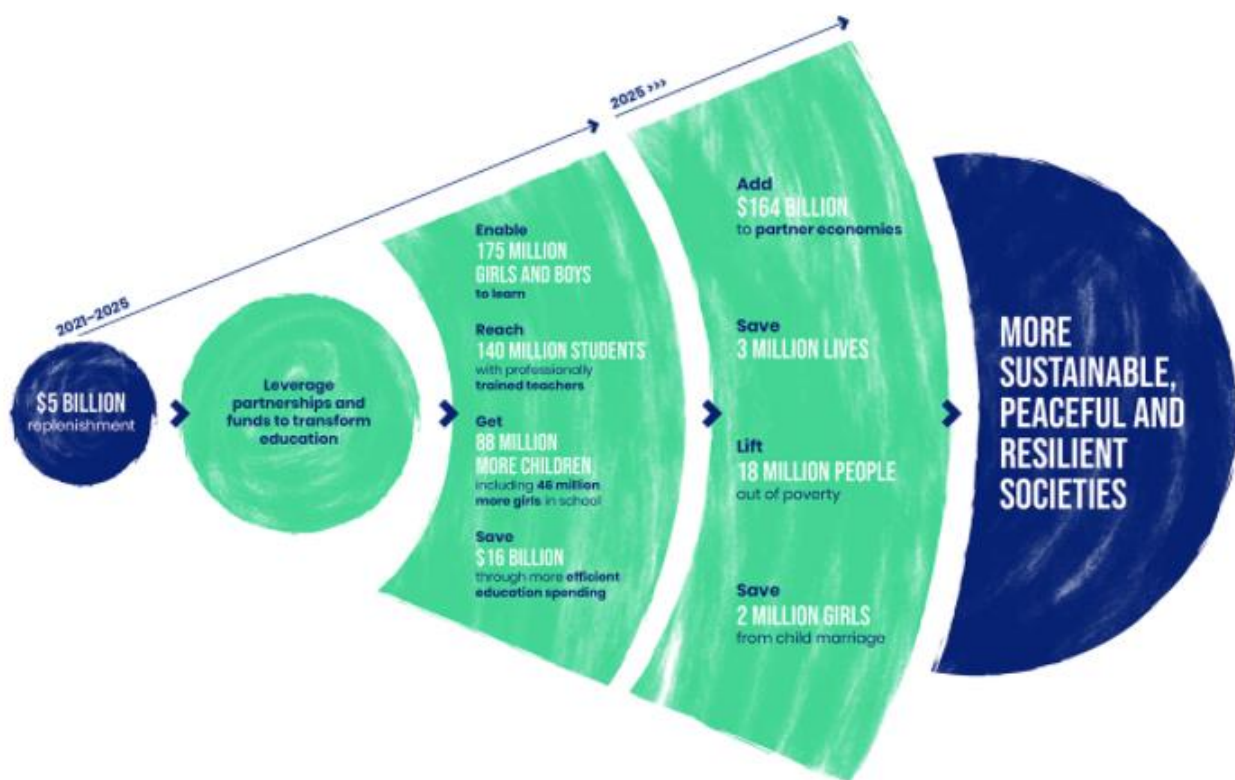 2021–2025
2025 >>>
$5 BILLION
replenishment
Leverage
partnerships and
funds to transform
education
Enable
175 MILLION
GIRLS AND BOYS
to learn
Reach
140 MILLION STUDENTS
with professionally
trained teachers
Get
88 MILLION
MORE CHILDREN,
including 46 million
more girls in school
Save
$16 BILLION
through more efficient
education spending
Add
$164 BILLION
to partner economies
Save
3 MILLION LIVES
Lift
18 MILLION PEOPLE
out of poverty
Save
2 MILLION GIRLS
from child marriage
MORE
SUSTAINABLE,
PEACEFUL AND
RESILIENT
SOCIETIES